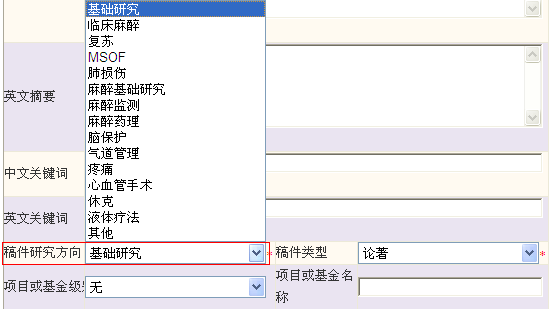 基础研究
临床麻醉
复苏
MSOF
肺损伤
麻醉基础研究
麻醉监测
麻醉药理
脑保护
气道管理
疼痛
心血管手术
休克
液体疗法
其他
英文摘要
中文关键词
英文关键词
稿件研究方向 基础研究 * 稿件类型 论著 *
项目或基金级别 无 项目或基金名
称